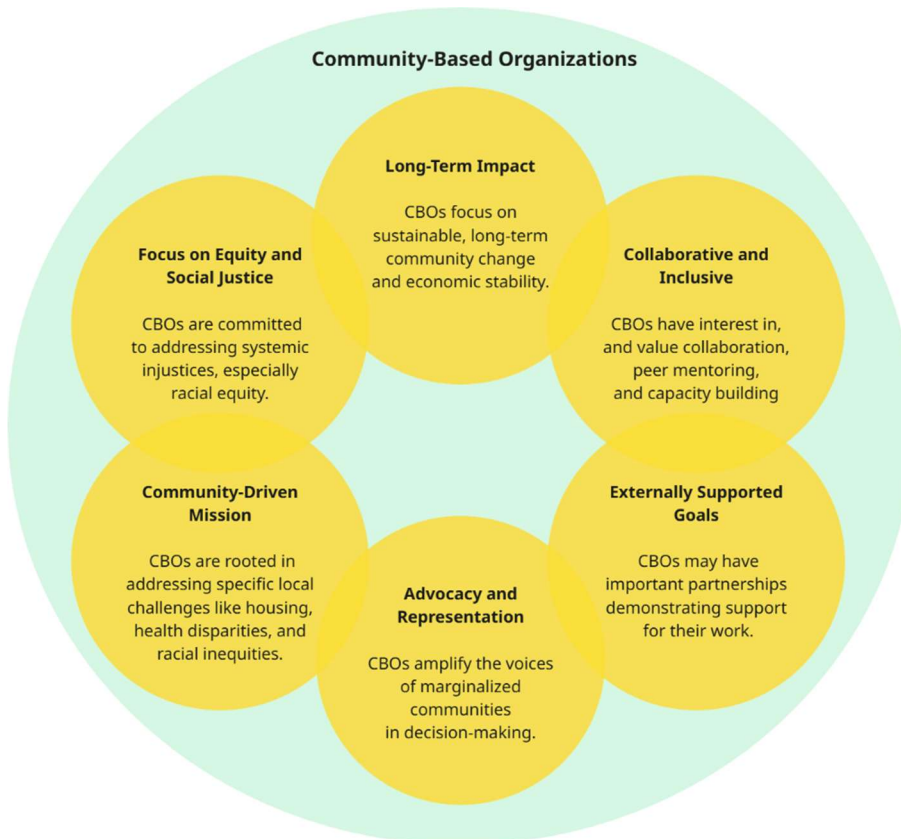 Community-Based Organizations
Long-Term Impact
CBOs focus on
sustainable, long-term
community change
and economic stability.
Focus on Equity and
Social Justice
CBOs are committed
to addressing systemic
injustices, especially
racial equity.
Collaborative and
Inclusive
CBOs have interest in,
and value collaboration,
peer mentoring,
and capacity building
Community-Driven
Mission
CBOs are rooted in
addressing specific local
challenges like housing,
health disparities, and
racial inequities.
Externally Supported
Goals
CBOs may have
important partnerships
demonstrating support
for their work.
Advocacy and
Representation
CBOs amplify the voices
of marginalized
communities
in decision-making.